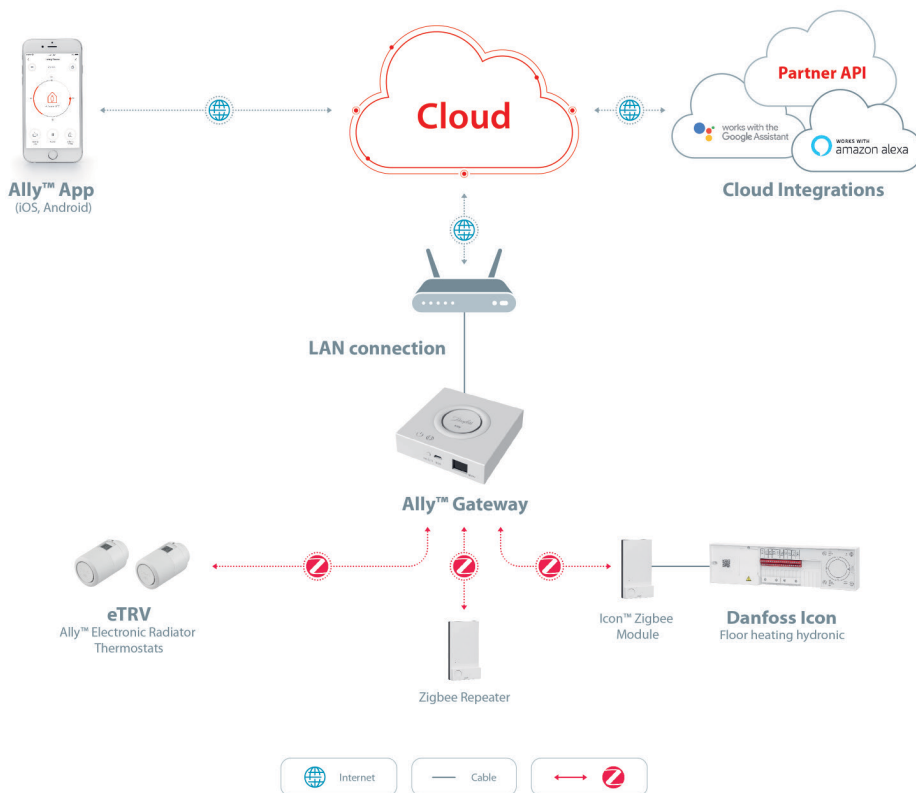 Cloud
Partner API
works with the
Google Assistant
WORKS WITH
amazon alexa
Ally™ App
(iOS, Android)
Cloud Integrations
LAN connection
Ally™ Gateway
eTRV
Ally™ Electronic Radiator
Thermostats
Icon™ Zigbee
Module
Danfoss Icon
Floor heating hydronic
Zigbee Repeater
Internet
Cable